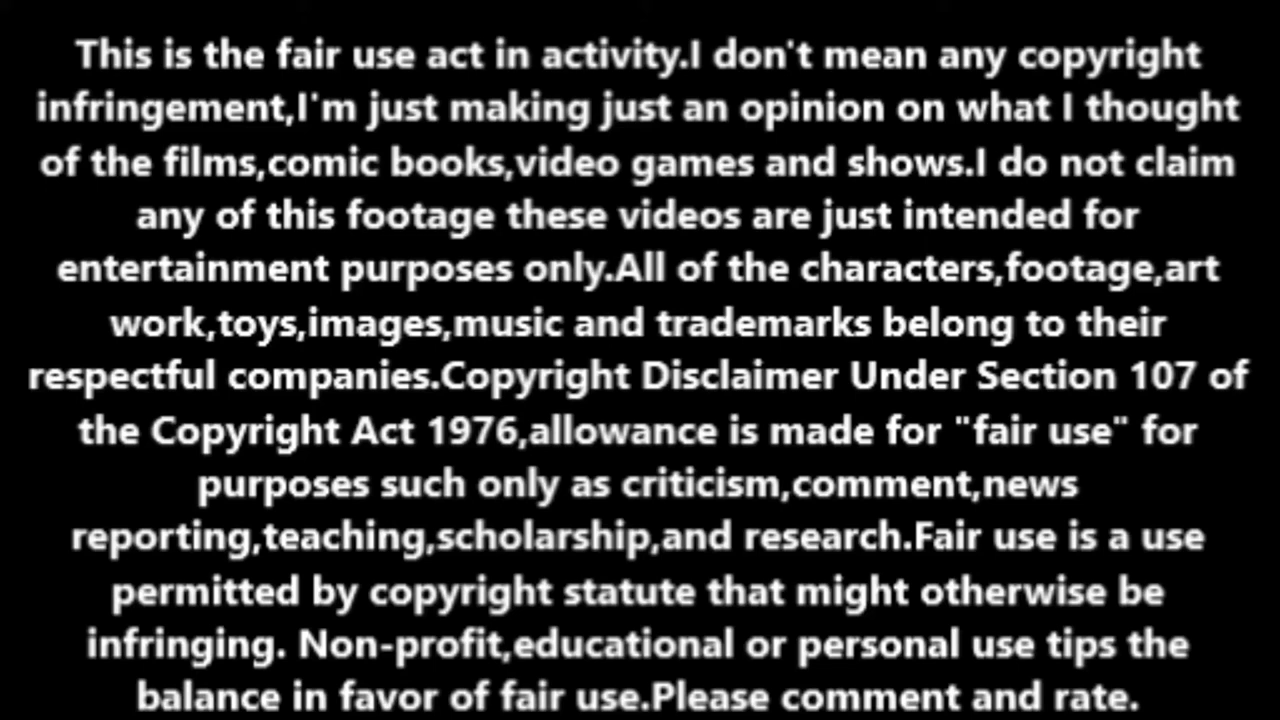 This is the fair use act in activity.I don't mean any copyright
infringement,I'm just making just an opinion on what I thought
of the films,comic books,video games and shows.I do not claim
any of this footage these videos are just intended for
entertainment purposes only.All of the characters,footage,art
work,toys,images,music and trademarks belong to their
respectful companies.Copyright Disclaimer Under Section 107 of
the Copyright Act 1976,allowance is made for "fair use" for
purposes such only as criticism,comment,news
reporting,teaching,scholarship,and research.Fair use is a use
permitted by copyright statute that might otherwise be
infringing. Non-profit,educational or personal use tips the
balance in favor of fair use.Please comment and rate.